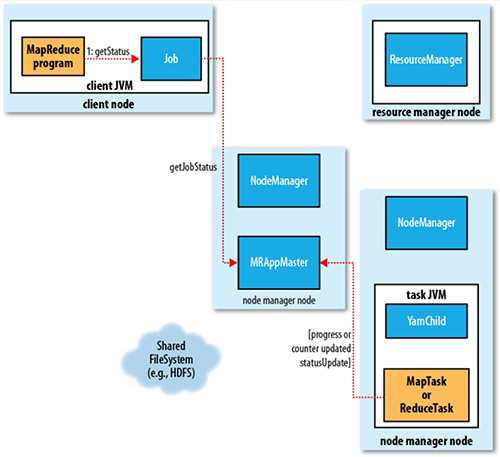 MapReduce
program
1: getStatus
Job
client JVM
client node
ResourceManager
resource manager node
getJobStatus
NodeManager
MRAppMaster
node manager node
NodeManager
task JVM
YarnChild
MapTask
or
ReduceTask
node manager node
[progress or
counter updated
statusUpdate]
Shared
FileSystem
(e.g., HDFS)